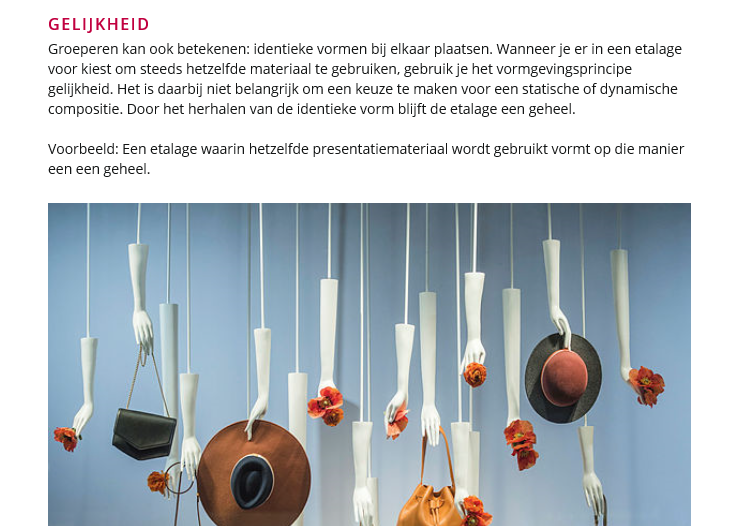 GELIJKHEID
Groeperen kan ook betekenen: identieke vormen bij elkaar plaatsen. Wanneer je er in een etalage
voor kiest om steeds hetzelfde materiaal te gebruiken, gebruik je het vormgevingsprincipe
gelijkheid. Het is daarbij niet belangrijk om een keuze te maken voor een statische of dynamische
compositie. Door het herhalen van de identieke vorm blijft de etalage een geheel.
Voorbeeld: Een etalage waarin hetzelfde presentatiemateriaal wordt gebruikt vormt op die manier
een een geheel.